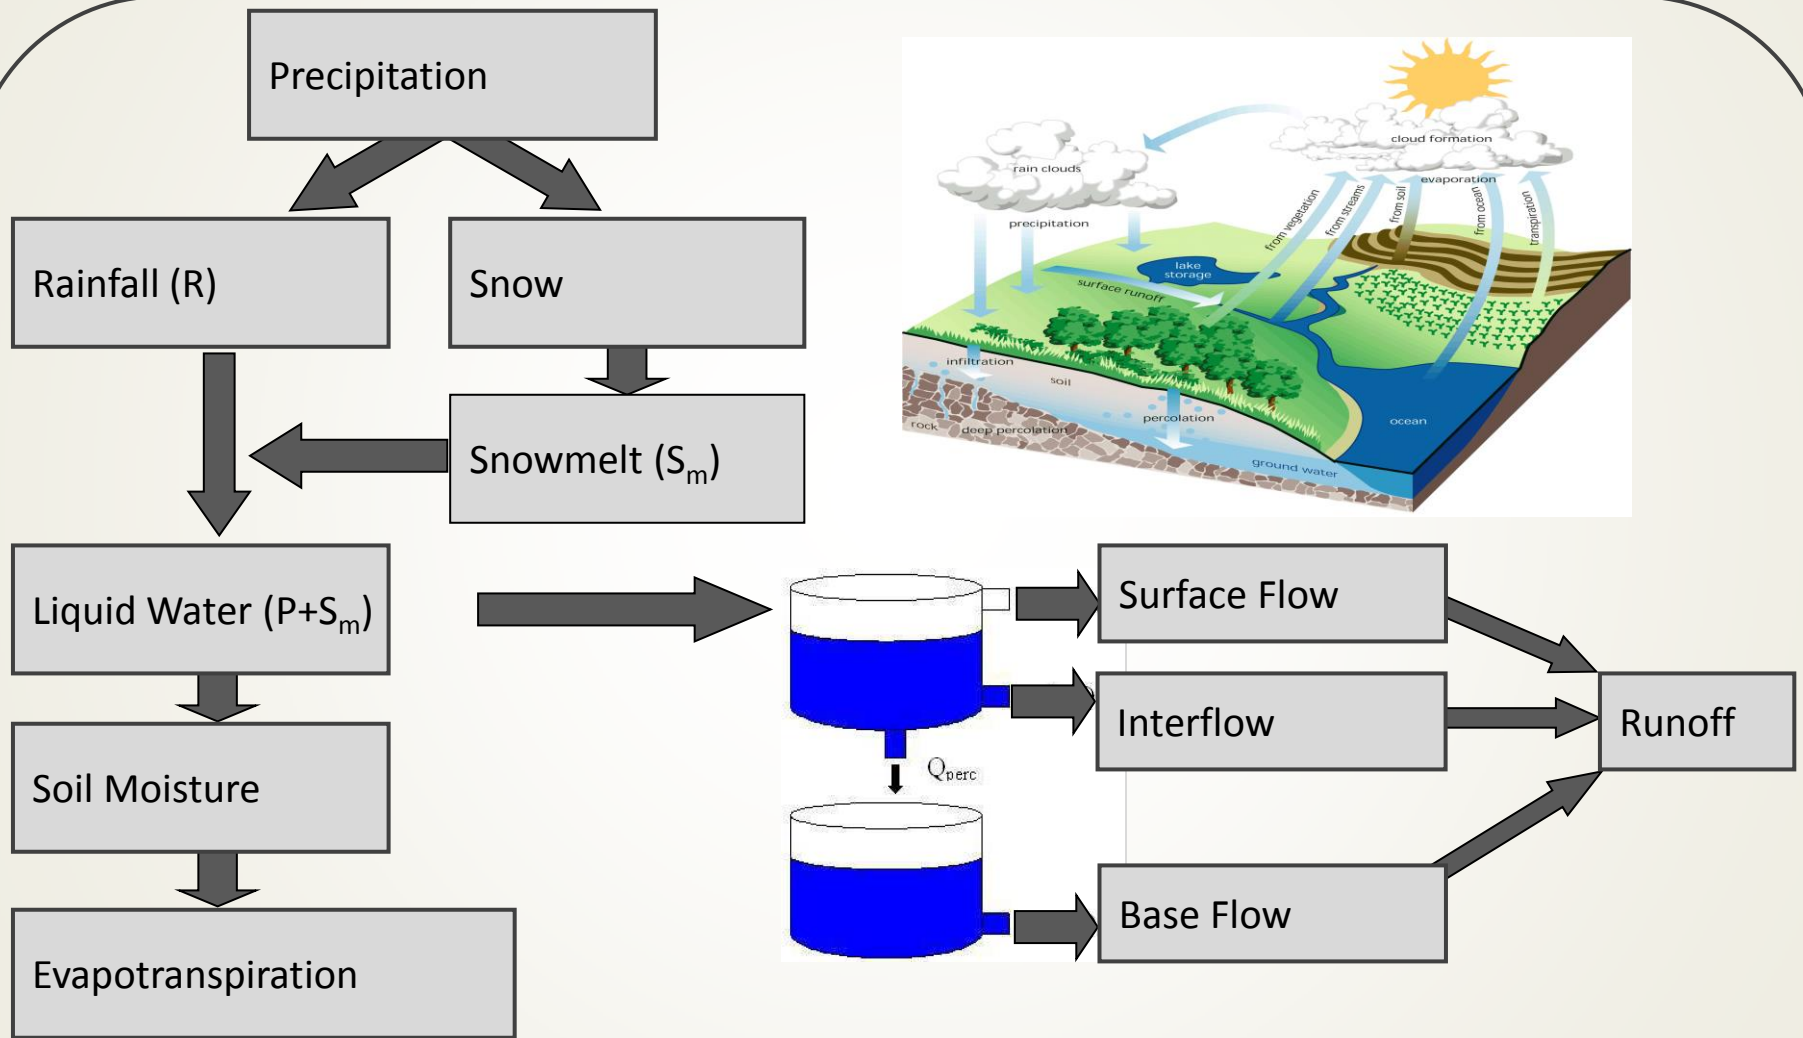 Precipitation
Rainfall (R)
Snow
Snowmelt (Sₘ)
Liquid Water (P+Sₘ)
Soil Moisture
Evapotranspiration
cloud formation
rain clouds
evaporation
precipitation
from vegetation
from streams
from soil
from ocean
transpiration
lake
storage
surface runoff
infiltration
soil
percolation
ocean
rock
deep percolation
ground water
Surface Flow
Interflow
Runoff
Qperc
Base Flow